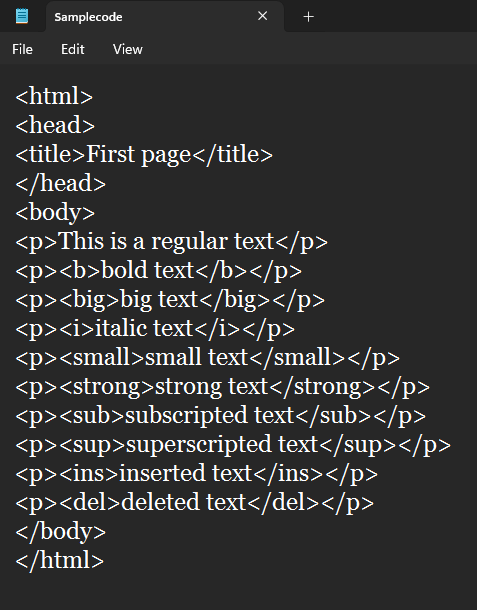 Samplecode
File Edit View
<html>
<head>
<title>First page</title>
</head>
<body>
<p>This is a regular text</p>
<p><b>bold text</b></p>
<p><big>big text</big></p>
<p><i>italic text</i></p>
<p><small>small text</small></p>
<p><strong>strong text</strong></p>
<p><sub>subscripted text</sub></p>
<p><sup>superscripted text</sup></p>
<p><ins>inserted text</ins></p>
<p><del>deleted text</del></p>
</body>
</html>